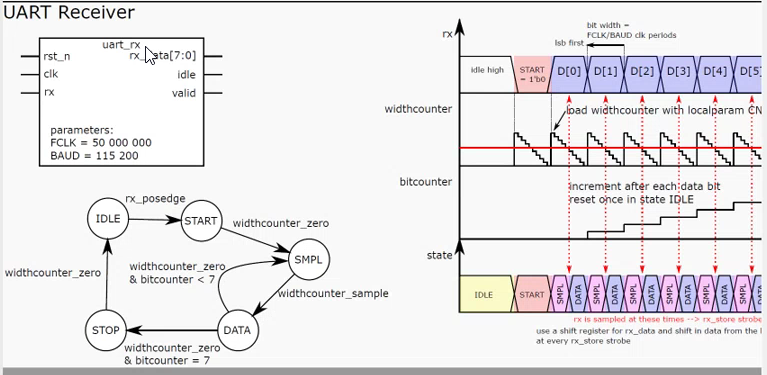 UART Receiver
uart_rx
rst_n
clk
rx
idle
valid
parameters:
FCLK = 50 000 000
BAUD = 115 200
IDLE
rx_posedge
START
widthcounter_zero
SMPL
widthcounter_zero
& bitcounter < 7
widthcounter_zero
widthcounter_sample
STOP
DATA
widthcounter_zero
& bitcounter = 7
rx
bit width =
FCLK/BAUD clk periods
lsb first
idle high
START
= 1'b0
D[0]
D[1]
D[2]
D[3]
D[4]
D[5]
widthcounter
load widthcounter with localparam CN
bitcounter
increment after each data bit
reset once in state IDLE
state
IDLE
START
SMPL
DATA
SMPL
DATA
SMPL
DATA
SMPL
DATA
SMPL
DATA
SMPL
DATA
rx is sampled at these times --> rx_store strobe
use a shift register for rx_data and shift in data from the
at every rx_store strobe